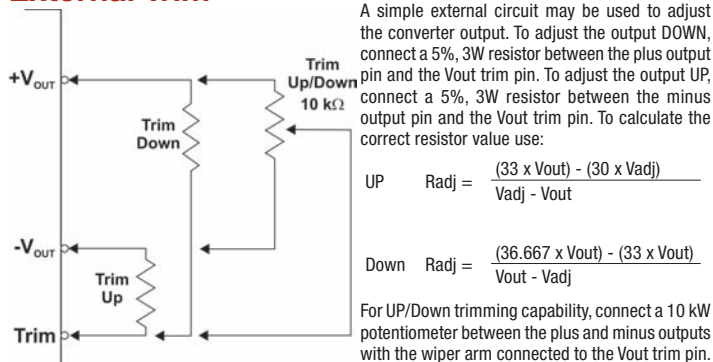 External Trim
+VOUT
Trim
Up/Down
10 kΩ
Trim
Down
-VOUT
Trim
Up
Trim
A simple external circuit may be used to adjust
the converter output. To adjust the output DOWN,
connect a 5%, 3W resistor between the plus output
pin and the Vout trim pin. To adjust the output UP,
connect a 5%, 3W resistor between the minus
output pin and the Vout trim pin. To calculate the
correct resistor value use:
UP Radj = (33 x Vout) - (30 x Vadj)
Vadj - Vout
Down Radj = (36.667 x Vout) - (33 x Vout)
Vout - Vadj
For UP/Down trimming capability, connect a 10 kW
potentiometer between the plus and minus outputs
with the wiper arm connected to the Vout trim pin.